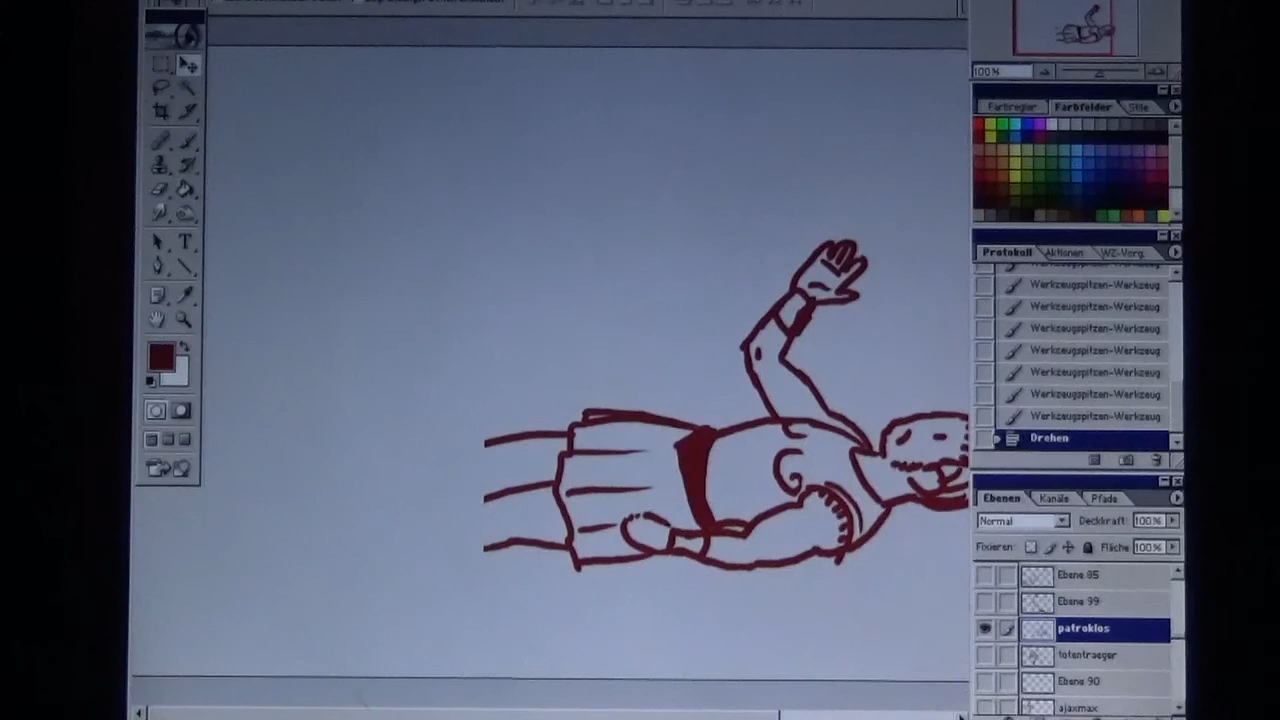 100%
Farbregler Farbfelder Stile
Protokoll Aktionen WZ-Vorg.
Werkzeugspitzen-Werkzeug
Werkzeugspitzen-Werkzeug
Werkzeugspitzen-Werkzeug
Werkzeugspitzen-Werkzeug
Werkzeugspitzen-Werkzeug
Werkzeugspitzen-Werkzeug
Werkzeugspitzen-Werkzeug
Drehen
Ebenen Kanäle Pfade
Normal Deckkraft: 100%
Fixieren: Fläche 100%
Ebene 85
Ebene 99
patroklos
totentraeger
Ebene 90
ajaxmax